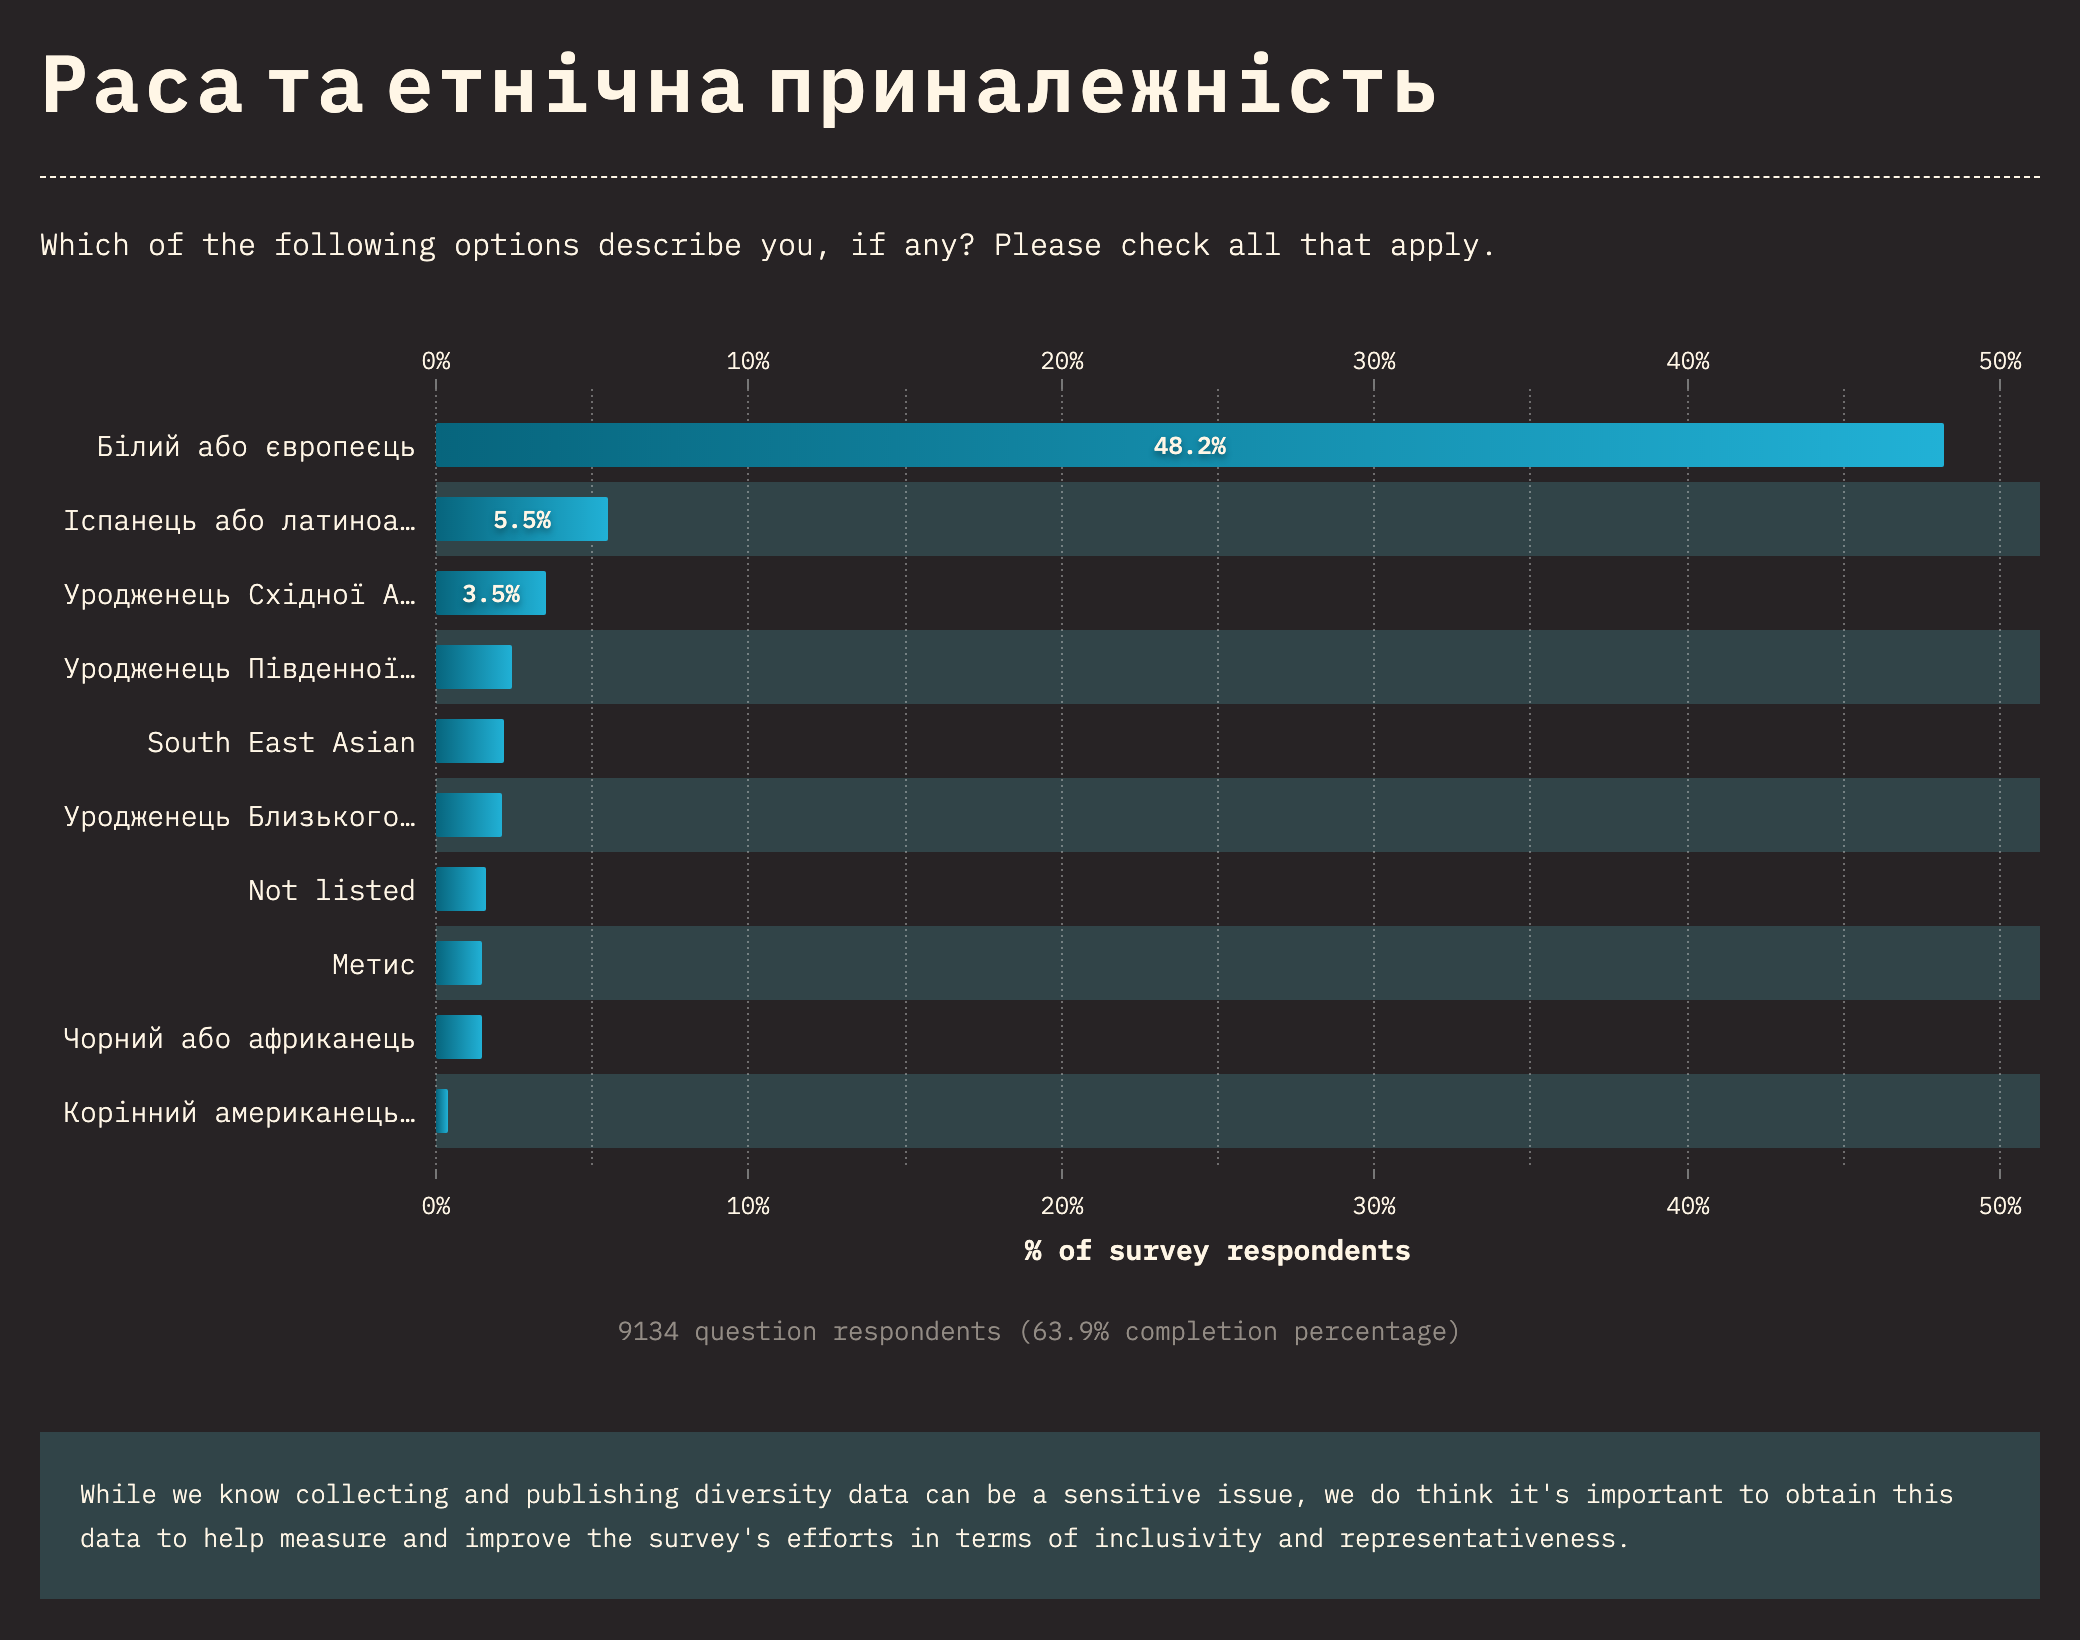 Раса та етнічна приналежність
Which of the following options describe you, if any? Please check all that apply.
0% 10% 20% 30% 40% 50%
Білий або європеєць 48.2%
Іспанець або латиноа… 5.5%
Уродженець Східної А… 3.5%
Уродженець Південної…
South East Asian
Уродженець Близького…
Not listed
Метис
Чорний або африканець
Корінний американець…
0% 10% 20% 30% 40% 50%
% of survey respondents
9134 question respondents (63.9% completion percentage)
While we know collecting and publishing diversity data can be a sensitive issue, we do think it's important to obtain this
data to help measure and improve the survey's efforts in terms of inclusivity and representativeness.